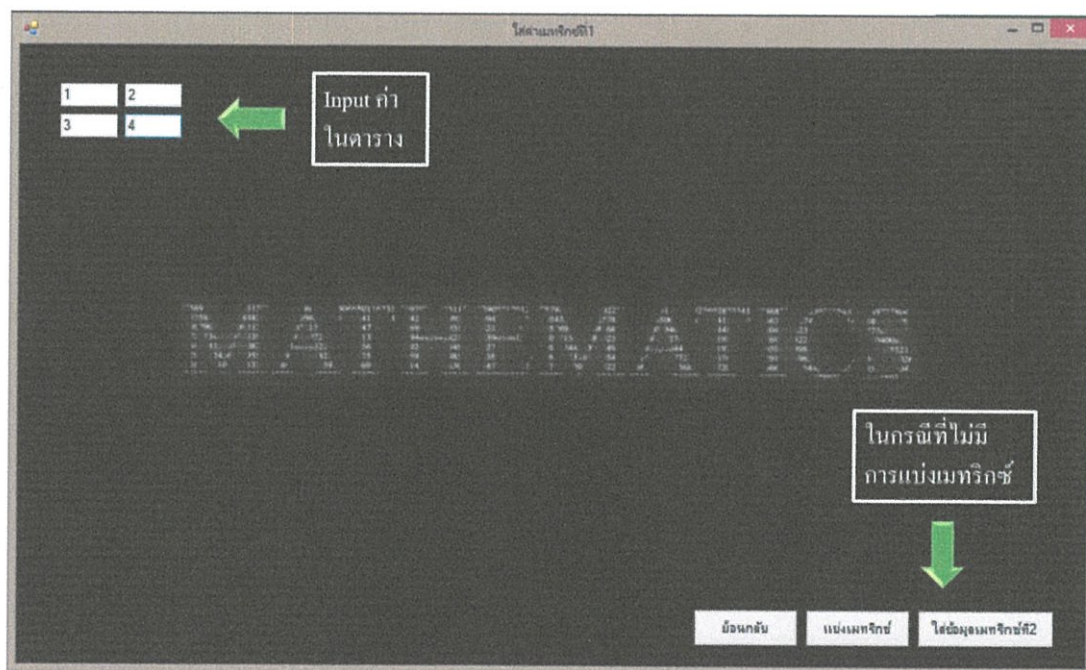 ใส่ค่าเมทริกซ์ที่1
1 2
3 4
Input ค่า
ในตาราง
MATHEMATICS
ในกรณีที่ไม่มี
การแบ่งเมทริกซ์
ย้อนกลับ แบ่งเมทริกซ์ ใส่ข้อมูลเมทริกซ์ที่2